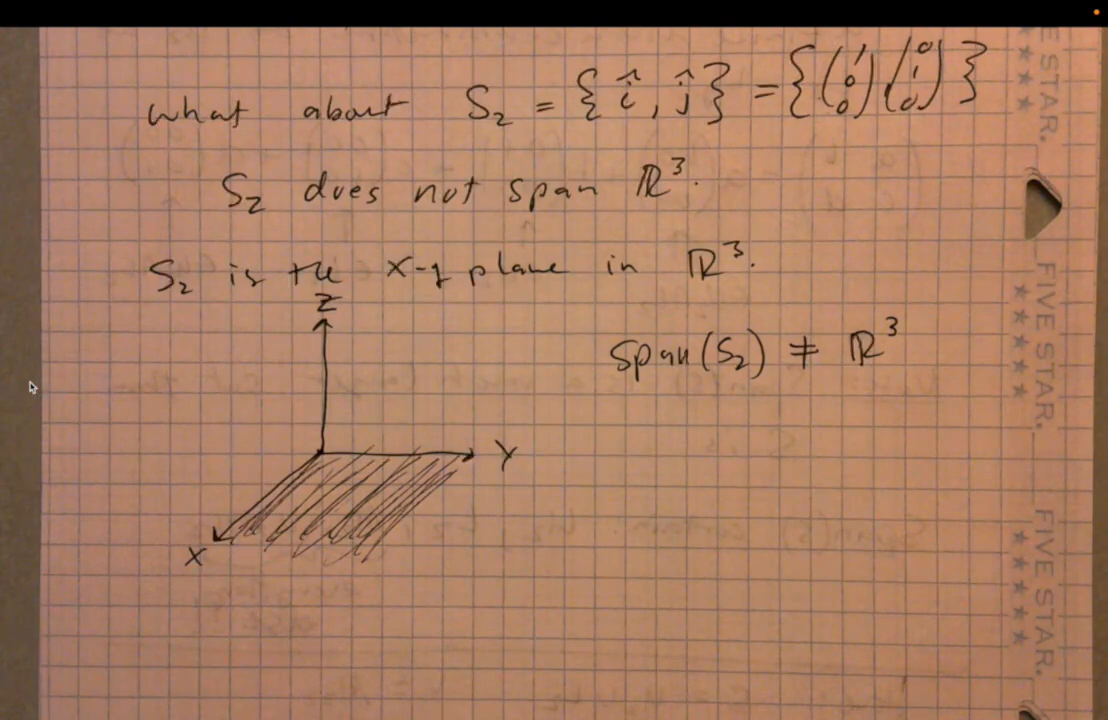 what about S₂ = { î, ĵ } = { (1 0 0), (0 1 0) }
S₂ does not span ℝ³.
S₂ is the x-y plane in ℝ³.
Z
span(S₂) ≠ ℝ³
Y
X
E STAR.
FIVE STAR.
FIVE STAR.